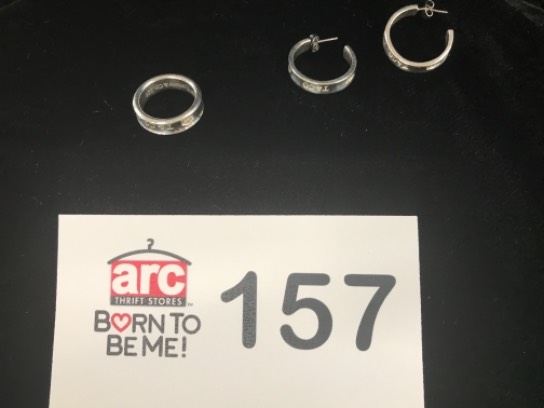 arc
THRIFT STORES
BORN TO
BE ME!
157